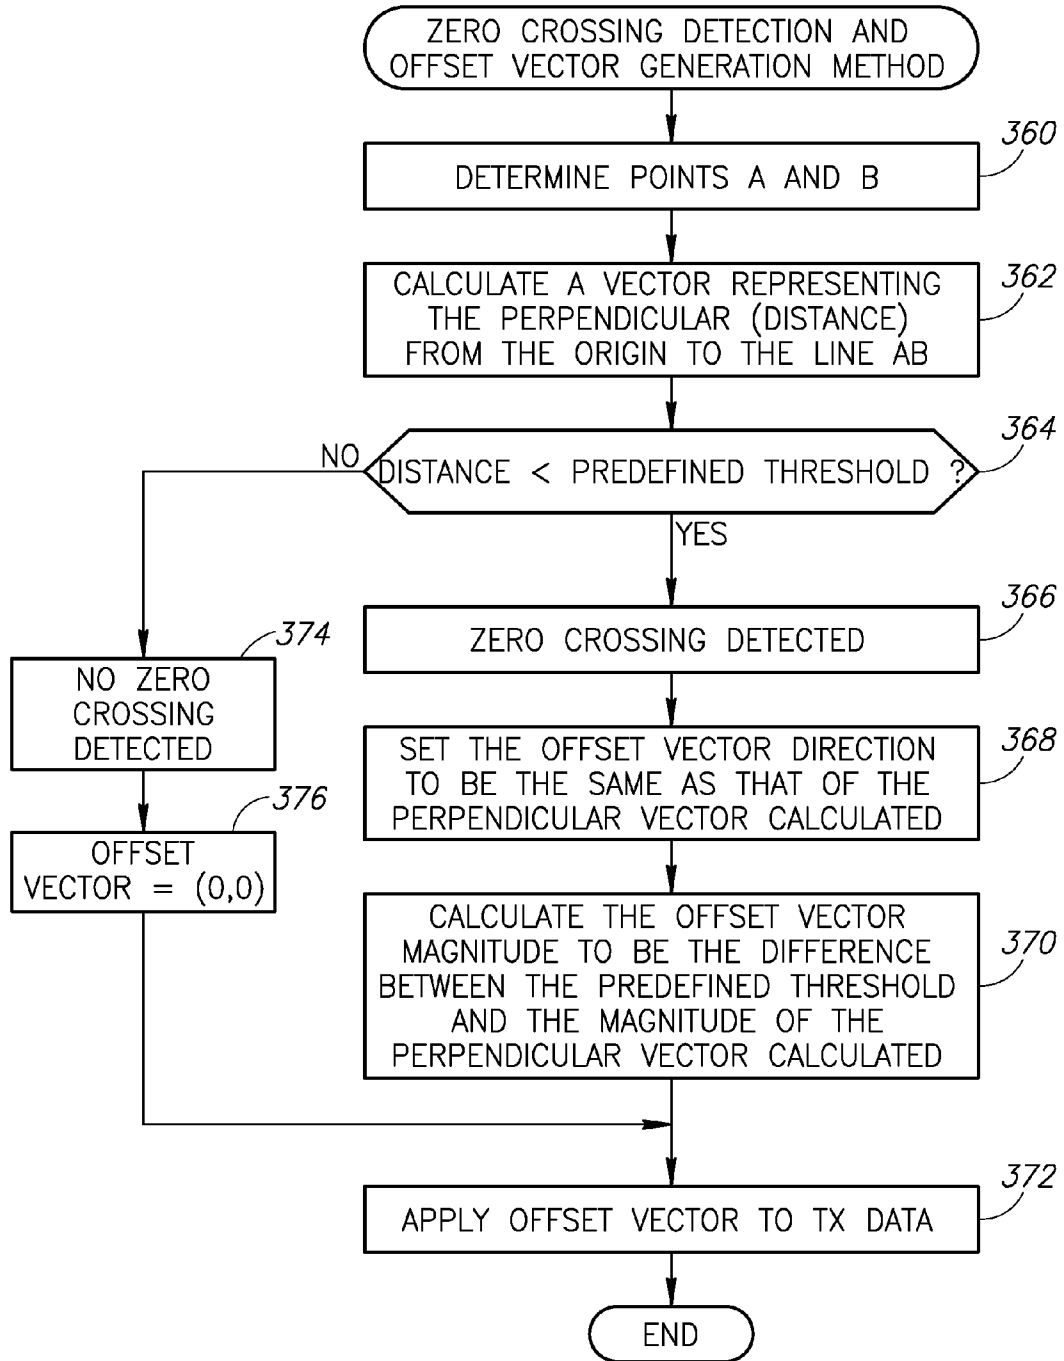 ZERO CROSSING DETECTION AND
OFFSET VECTOR GENERATION METHOD
360
DETERMINE POINTS A AND B
362
CALCULATE A VECTOR REPRESENTING
THE PERPENDICULAR (DISTANCE)
FROM THE ORIGIN TO THE LINE AB
364
NO
DISTANCE < PREDEFINED THRESHOLD ?
YES
366
ZERO CROSSING DETECTED
374
NO ZERO
CROSSING
DETECTED
368
SET THE OFFSET VECTOR DIRECTION
TO BE THE SAME AS THAT OF THE
PERPENDICULAR VECTOR CALCULATED
376
OFFSET
VECTOR = (0,0)
370
CALCULATE THE OFFSET VECTOR
MAGNITUDE TO BE THE DIFFERENCE
BETWEEN THE PREDEFINED THRESHOLD
AND THE MAGNITUDE OF THE
PERPENDICULAR VECTOR CALCULATED
372
APPLY OFFSET VECTOR TO TX DATA
END